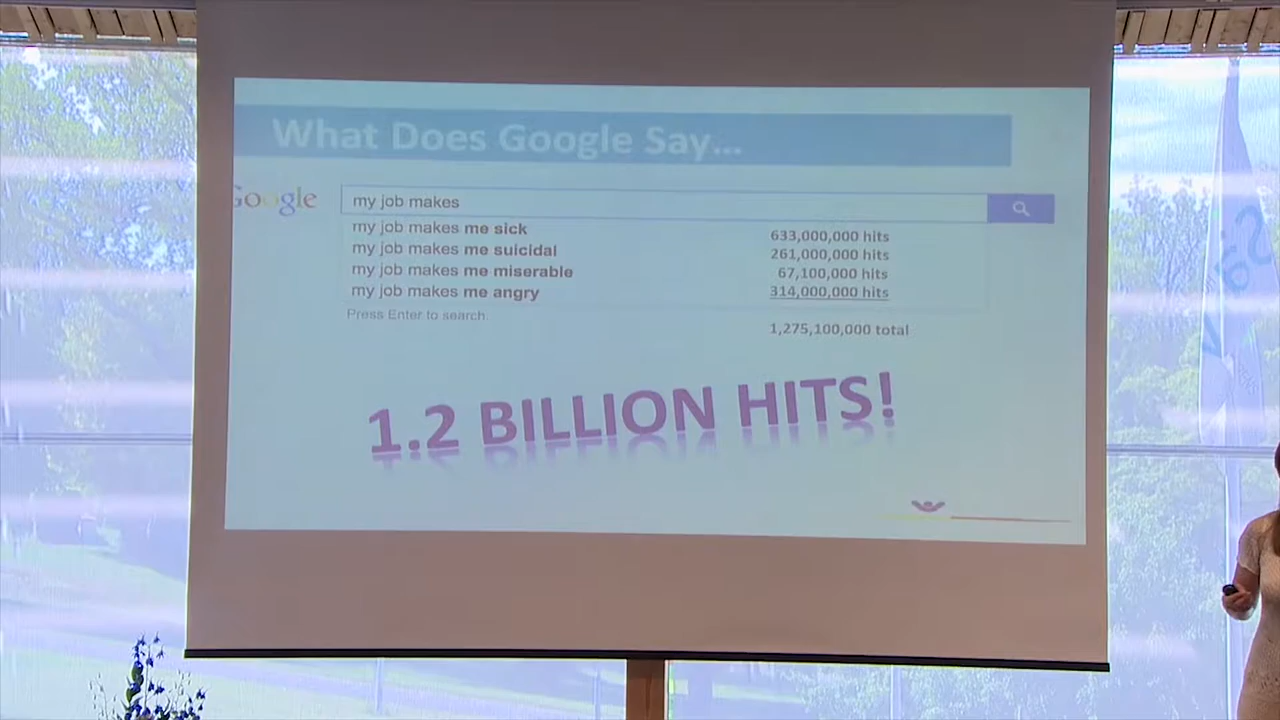 What Does Google Say...
Google
my job makes
my job makes me sick 633,000,000 hits
my job makes me suicidal 261,000,000 hits
my job makes me miserable 67,100,000 hits
my job makes me angry 314,000,000 hits
Press Enter to search.
1,275,100,000 total
1.2 BILLION HITS!